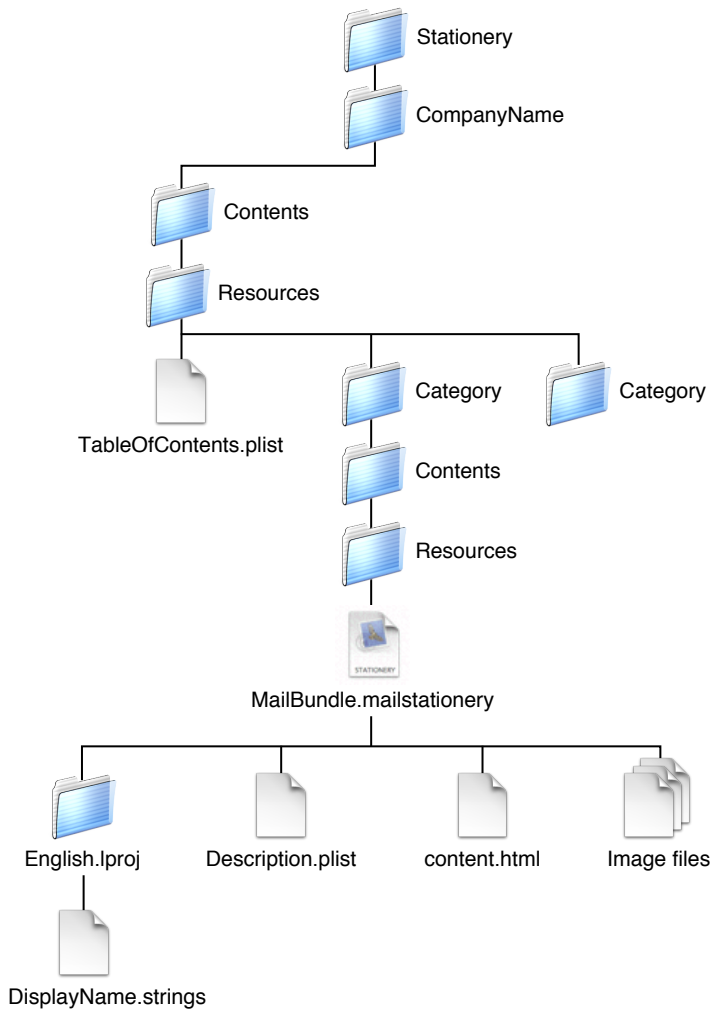 Stationery
CompanyName
Contents
Resources
TableOfContents.plist
Category
Category
Contents
Resources
STATIONERY
MailBundle.mailstationery
English.lproj
Description.plist
content.html
Image files
DisplayName.strings